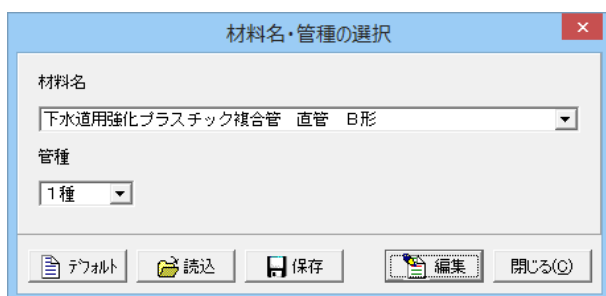 材料名・管種の選択
材料名
下水道用強化プラスチック複合管　直管　B形
管種
1種
ﾃﾞﾌｫﾙﾄ 読込 保存 編集 閉じる(C)